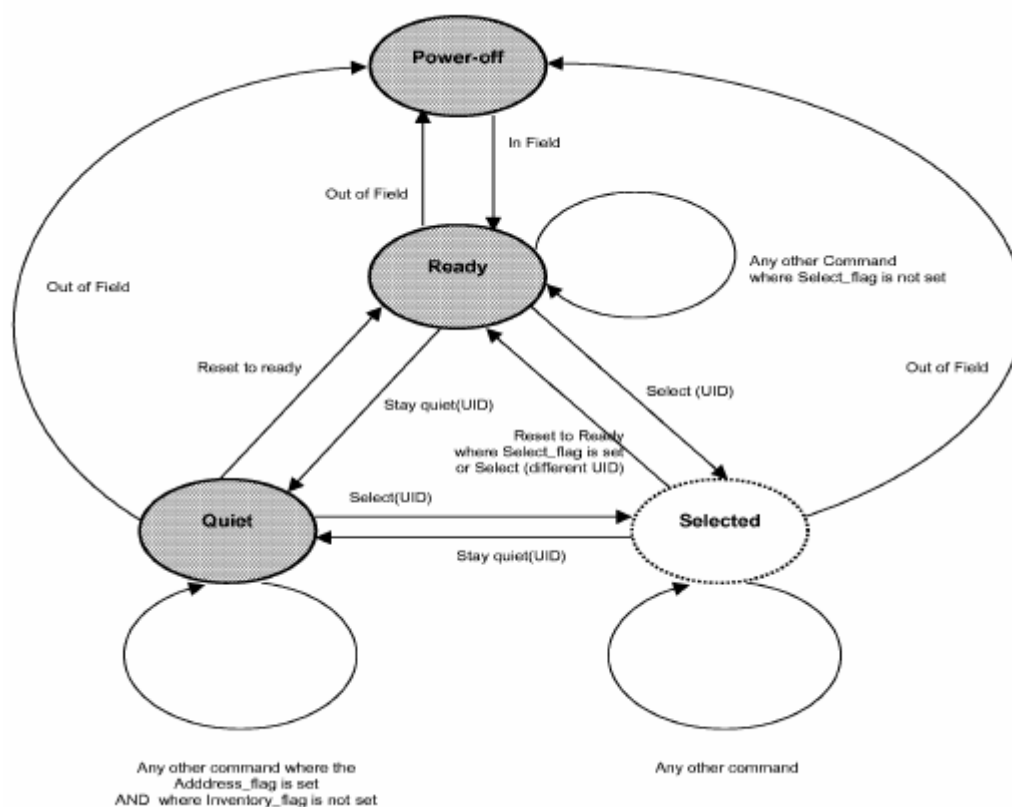 Power-off
In Field
Out of Field
Ready
Any other Command
where Select_flag is not set
Out of Field
Out of Field
Reset to ready
Select (UID)
Stay quiet(UID)
Reset to Ready
where Select_flag is set
or Select (different UID)
Quiet
Select(UID)
Selected
Stay quiet(UID)
Any other command where the
Adddress_flag is set
AND where Inventory_flag is not set
Any other command